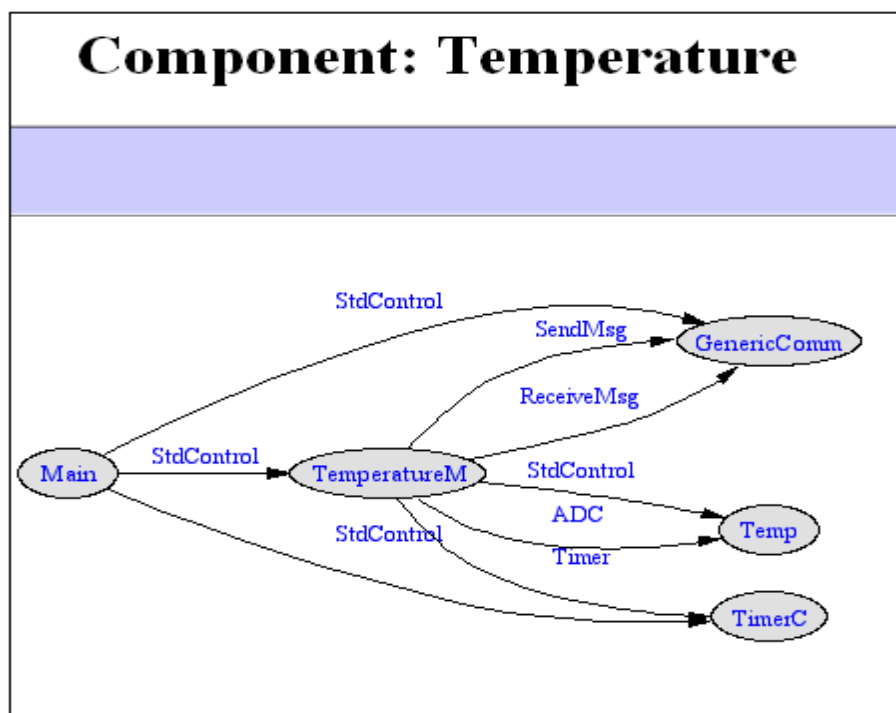 Component: Temperature
StdControl
SendMsg
GenericComm
ReceiveMsg
Main
StdControl
TemperatureM
StdControl
ADC
Temp
StdControl
Timer
TimerC